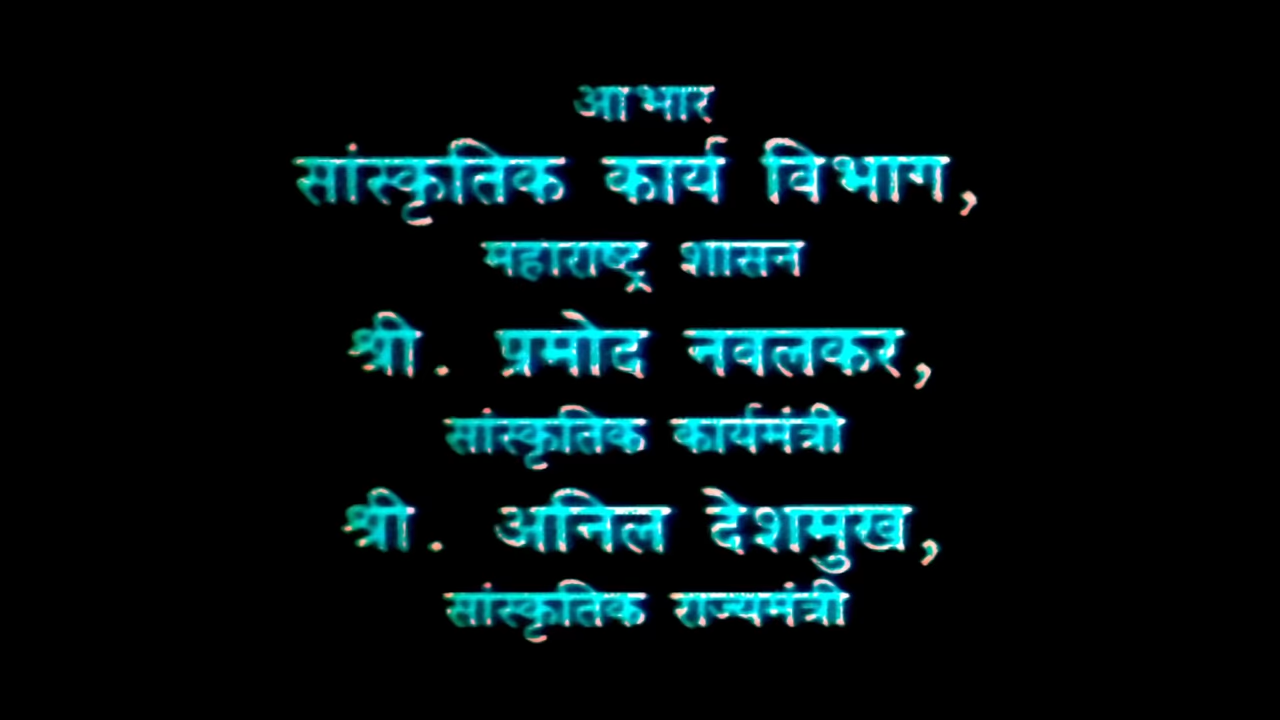 आभार
सांस्कृतिक कार्य विभाग,
महाराष्ट्र शासन
श्री. प्रमोद नवलकर,
सांस्कृतिक कार्यमंत्री
श्री. अनिल देशमुख,
सांस्कृतिक राज्यमंत्री